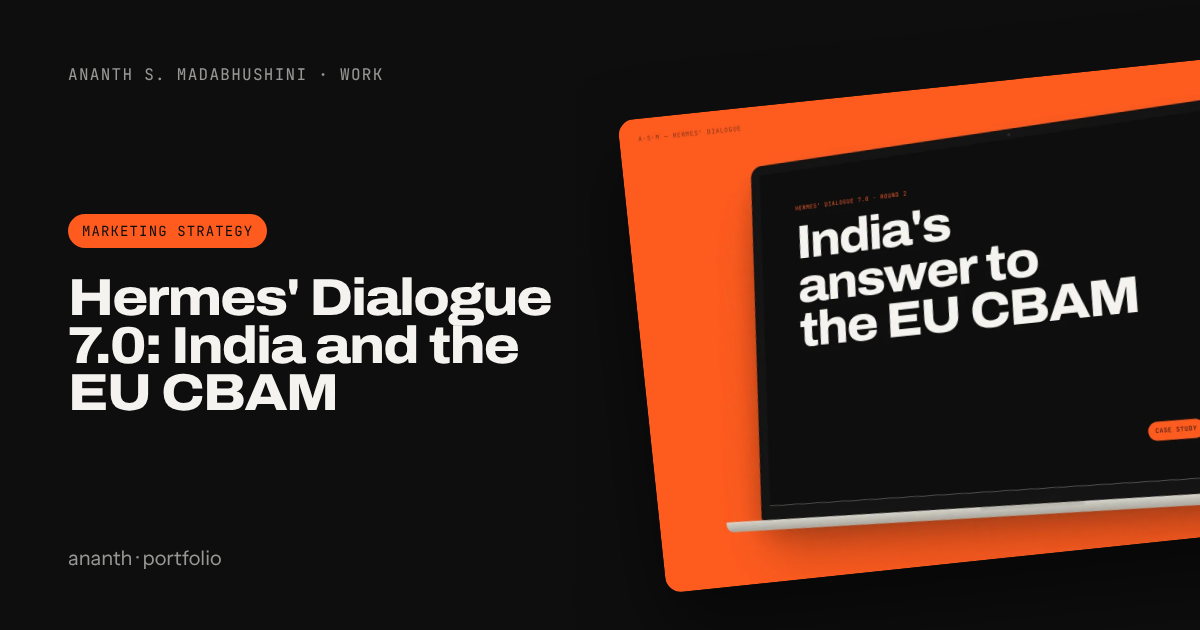 ANANTH S. MADABHUSHINI · WORK
MARKETING STRATEGY
Hermes' Dialogue
7.0: India and the
EU CBAM
ananth·portfolio
A·S·M — HERMES' DIALOGUE
HERMES' DIALOGUE 7.0 · ROUND 2
India's
answer to
the EU CBAM
CASE STUDY